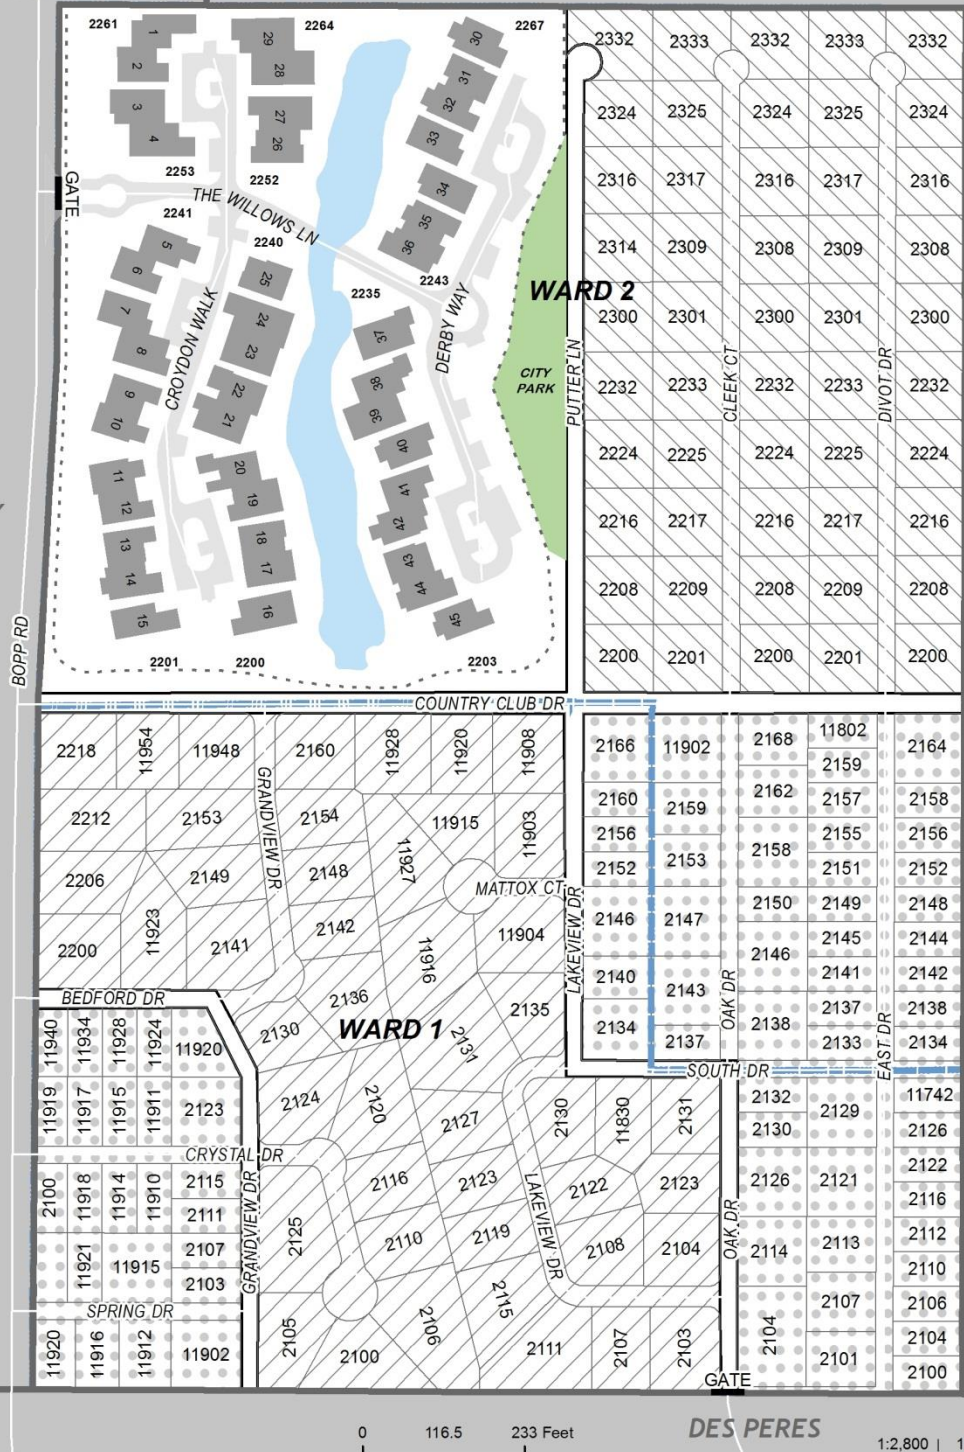 2261
2264
2267
1
2
3
4
29
28
27
26
30
31
32
33
34
35
36
2253
2252
GATE
THE WILLOWS LN
2241
2240
2243
2235
5
6
7
8
9
10
11
12
13
14
15
25
24
23
22
21
20
19
18
17
16
37
38
39
40
41
42
43
44
45
CROYDON WALK
DERBY WAY
2201
2200
2203
WARD 2
CITY
PARK
PUTTER LN
CLEEK CT
DIVOT DR
2332 2333 2332 2333 2332
2324 2325 2324 2325 2324
2316 2317 2316 2317 2316
2314 2309 2308 2309 2308
2300 2301 2300 2301 2300
2232 2233 2232 2233 2232
2224 2225 2224 2225 2224
2216 2217 2216 2217 2216
2208 2209 2208 2209 2208
2200 2201 2200 2201 2200
BOPP RD
COUNTRY CLUB DR
2218 11954 11948 2160 11928 11920 11908
2212 2153 2154 11915 11903
GRANDVIEW DR
2206 2149 2148 11927
MATTOX CT
2200 11923 2141 2142 11916 11904
BEDFORD DR
2136 2135
2130
WARD 1
2131
LAKEVIEW DR
2166 11902 2168 11802 2164
2159
2160 2159 2162 2157 2158
2156 2155 2156
2152 2153 2158 2151 2152
2146 2147 2150 2149 2148
2146 2145 2144
2140 2143 2141 2142
OAK DR
2134 2138 2137 2138
2137 2133 2134
EAST DR
SOUTH DR
11940 11934 11928 11924 11920
11919 11917 11915 11911 2123
CRYSTAL DR
2100 11918 11914 11910 2115
2111
11921 11915 2107
2103
SPRING DR
11920 11916 11912 11902
GRANDVIEW DR
2124 2120 2127
2125 2116 2123
2110 2119
2105 2100 2106 2115 2111
LAKEVIEW DR
2130 11830 2131
2122 2123
2108 2104
2107 2103
OAK DR
2132 2129 11742
2130 2126
2126 2121 2122
2116
2114 2113 2112
2110
2104 2107 2106
2104
2101 2100
GATE
DES PERES
0 116.5 233 Feet
1:2,800 | 1